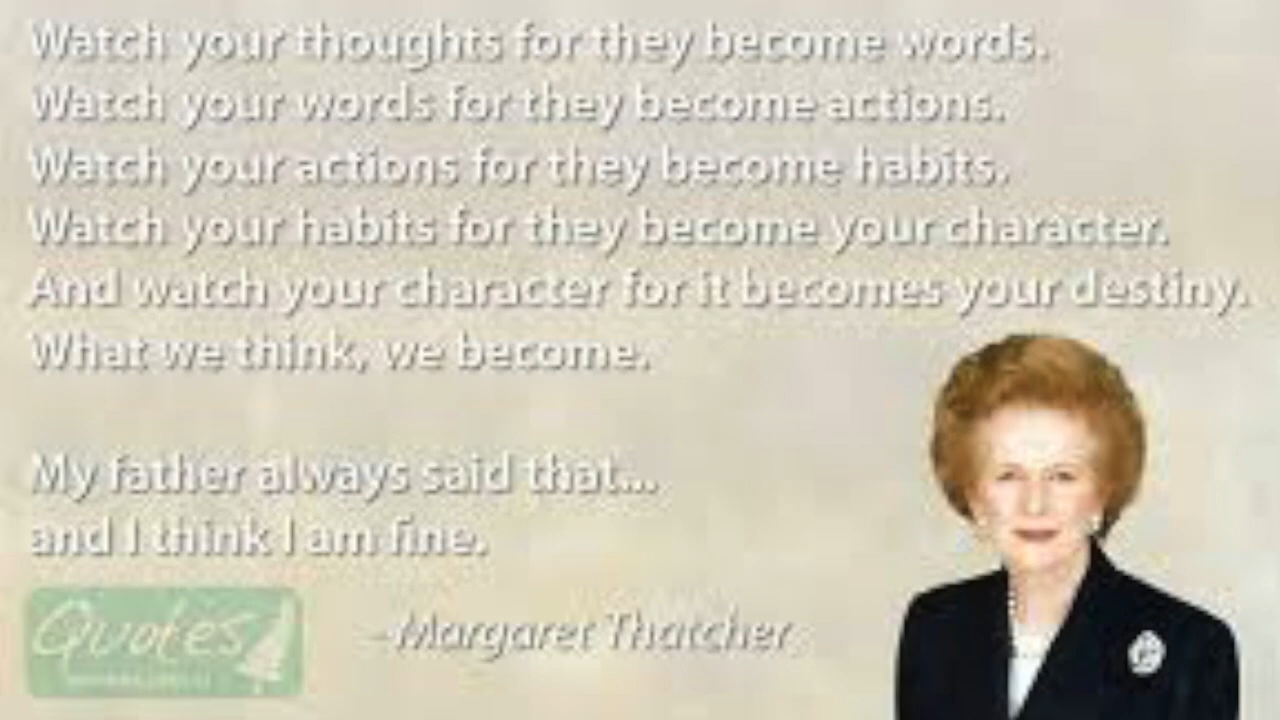 Watch your thoughts for they become words.
Watch your words for they become actions.
Watch your actions for they become habits.
Watch your habits for they become your character.
And watch your character for it becomes your destiny.
What we think, we become.
My father always said that...
and I think I am fine.
Quotes
–Margaret Thatcher